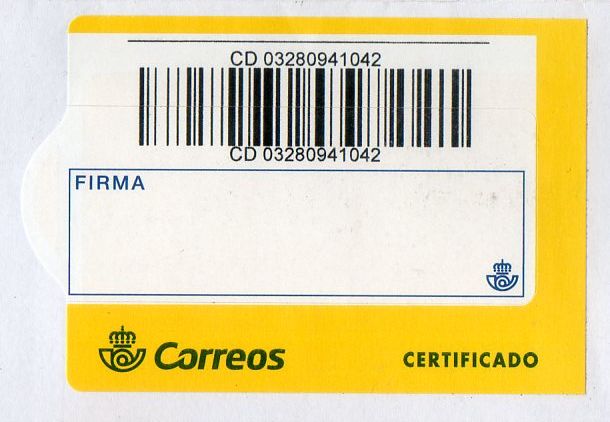 CD 03280941042
CD 03280941042
FIRMA
Correos
CERTIFICADO